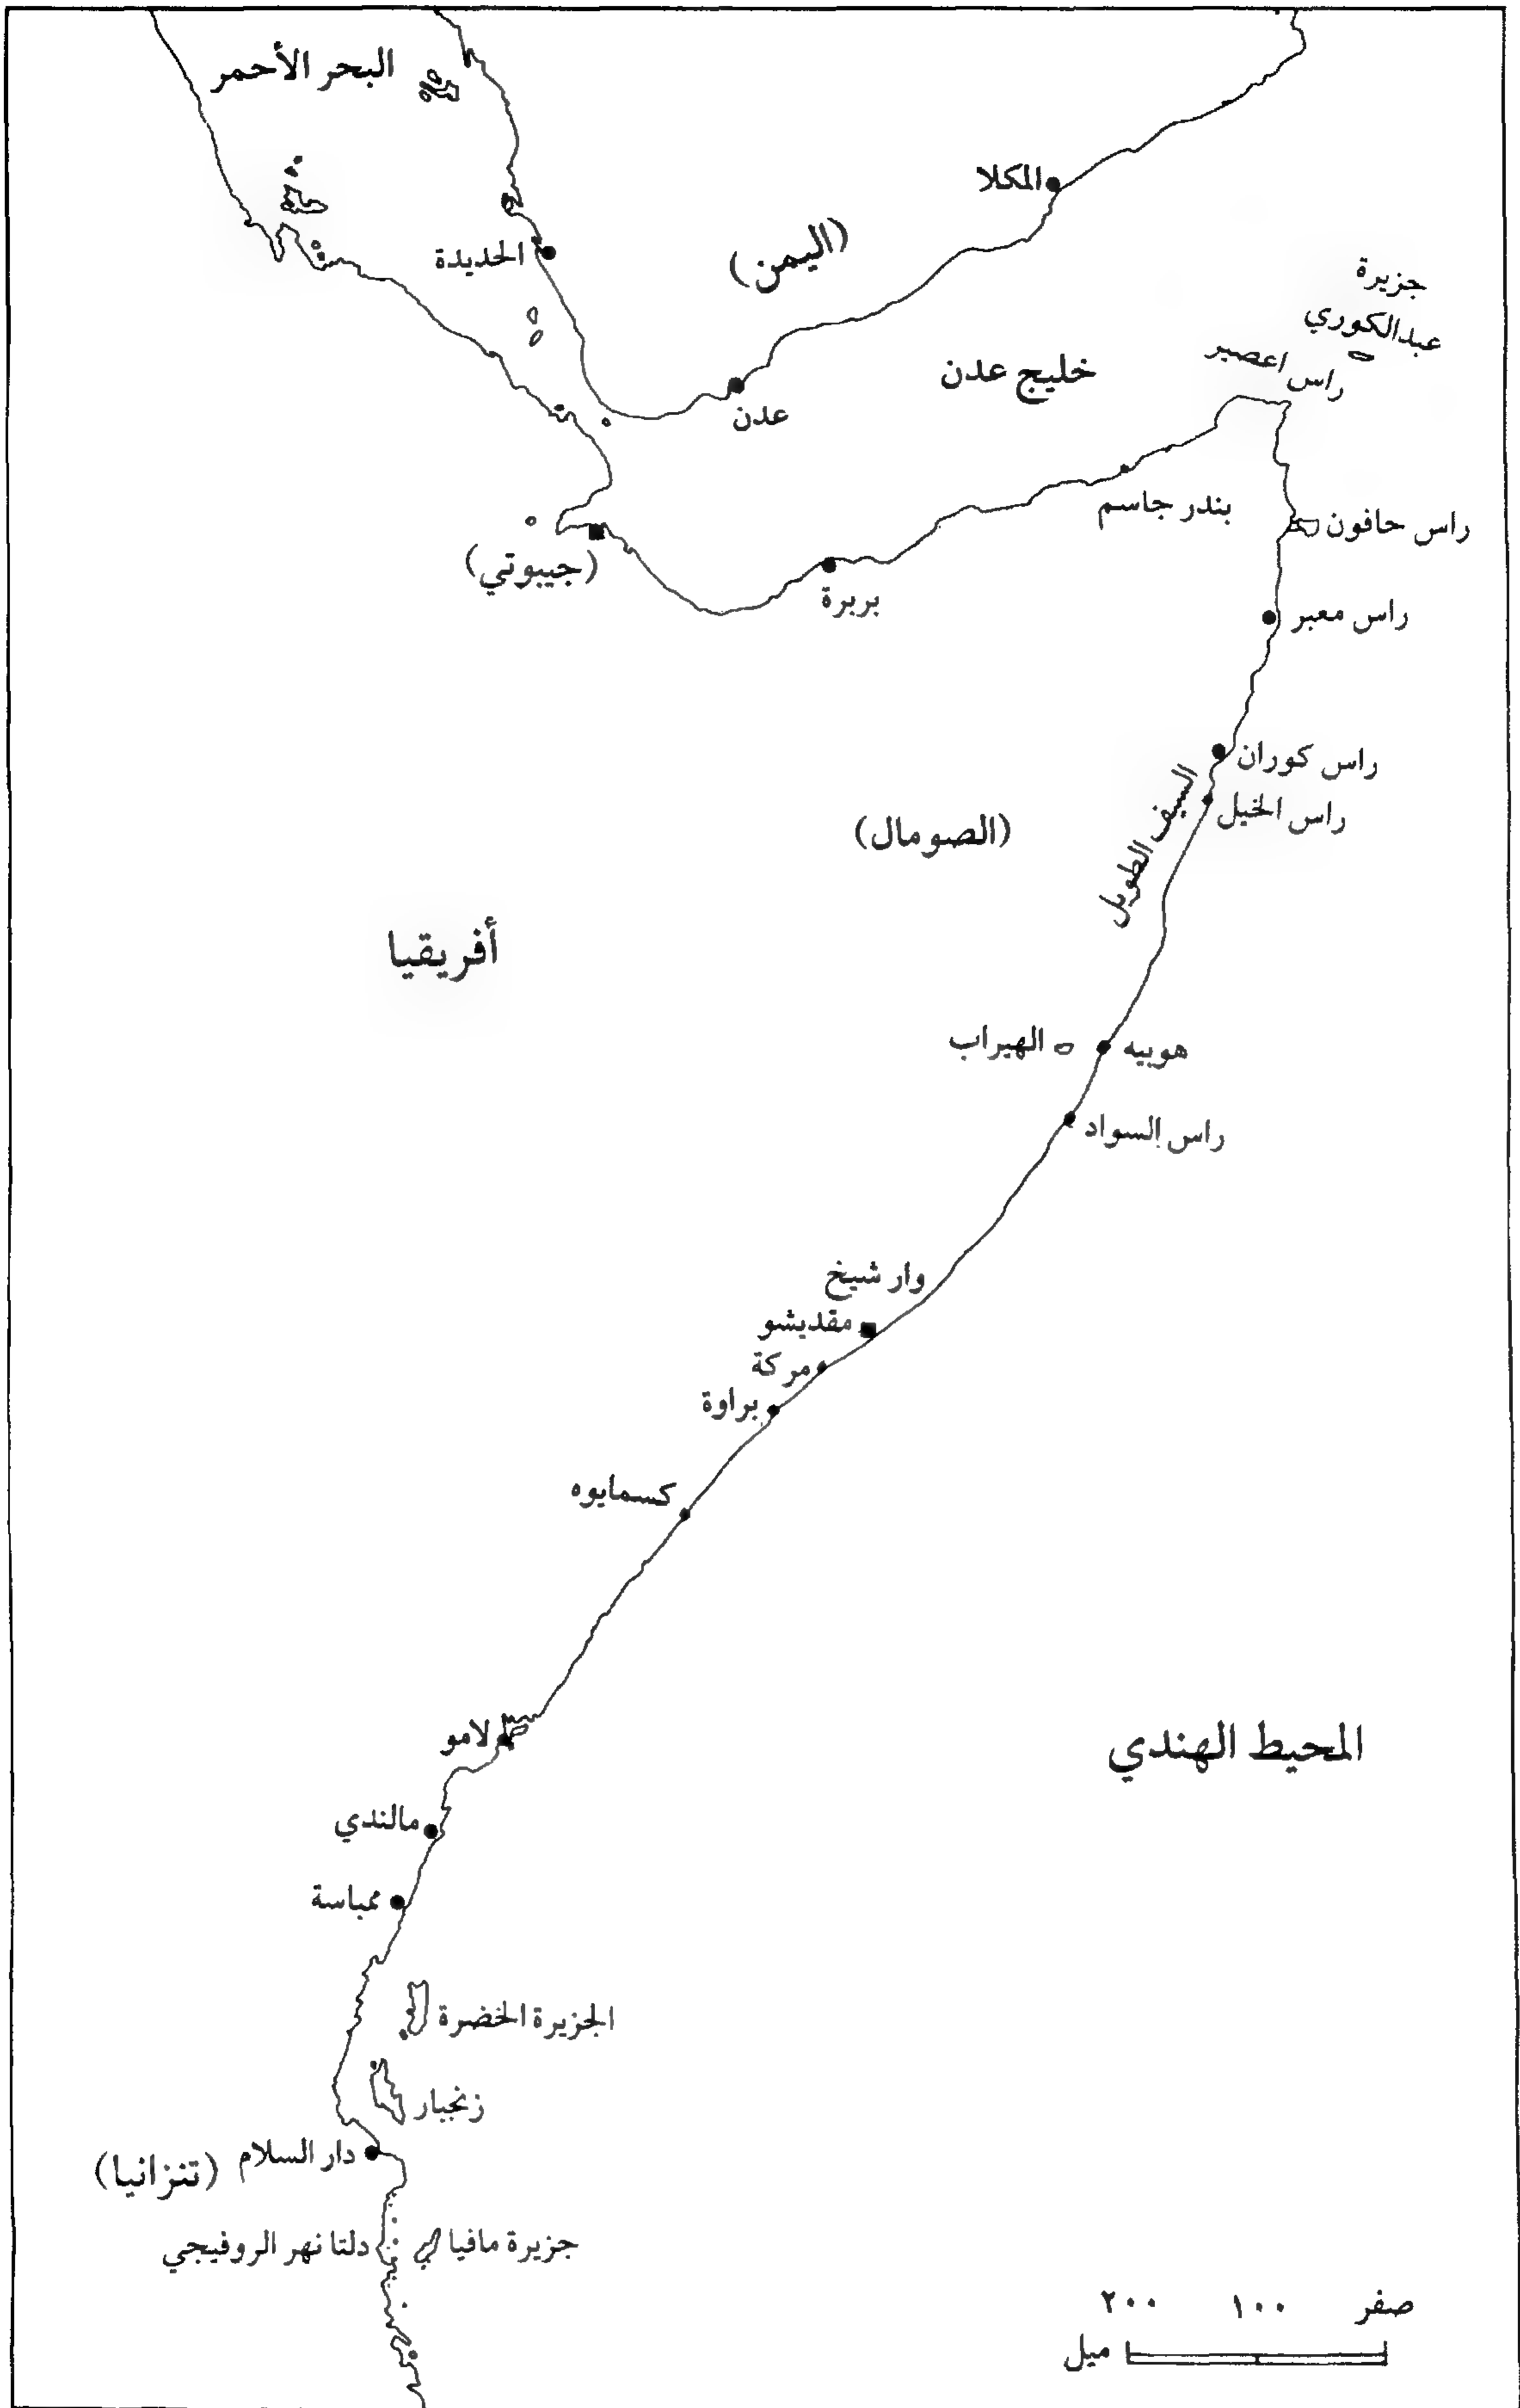 البحر الأحمر
المكلا
الحديدة
(اليمن)
جزيرة
عبدالكوري
راس اعصير
خليج عدن
عدن
بندر جاسم
راس حافون
(جيبوتي)
بربرة
راس معبر
راس كوران
راس الخيل
السيف الطويل
(الصومال)
أفريقيا
الهيراب
هوبيه
راس السواد
وار شيخ
مقديشو
مركة
براوة
كسمايوه
لامو
المحيط الهندي
مالندي
ممباسة
الجزيرة الخضرة
زنجبار
دار السلام
(تنزانيا)
جزيرة مافيا
دلتا نهر الروفيجي
صفر ١٠٠ ٢٠٠
ميل